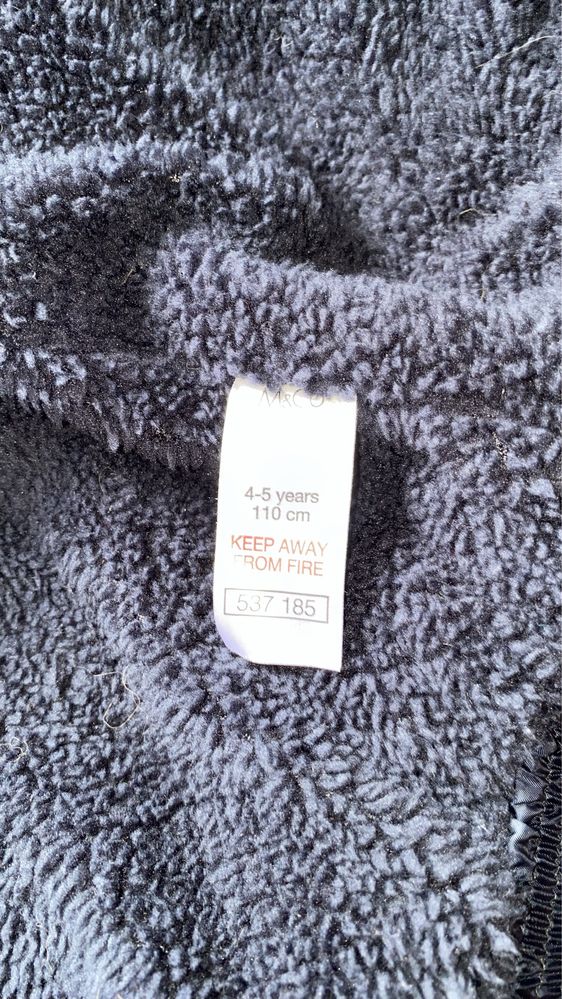 M&CO
4-5 years
110 cm
KEEP AWAY
FROM FIRE
537 185